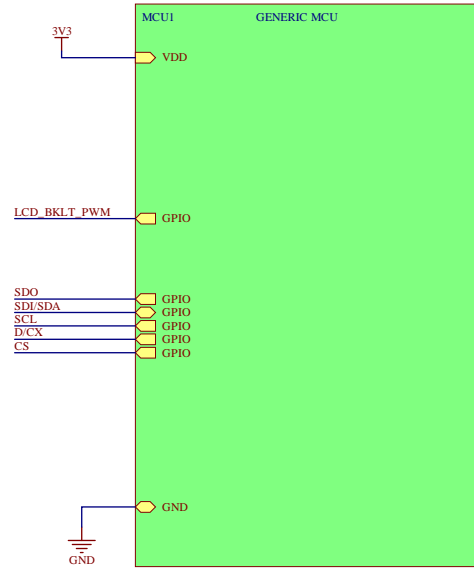 MCU1 GENERIC MCU
3V3
VDD
LCD_BKLT_PWM GPIO
SDO GPIO
SDI/SDA GPIO
SCL GPIO
D/CX GPIO
CS GPIO
GND
GND